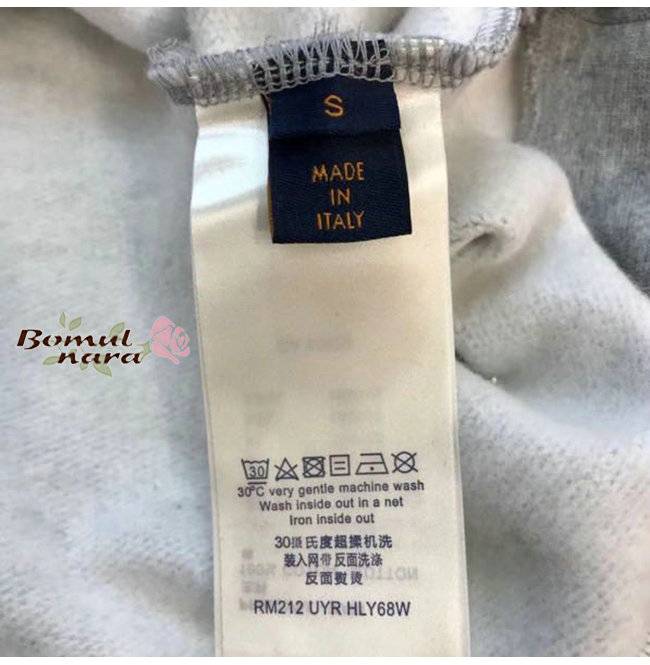 S
MADE
IN
ITALY
Bomul
nara
30
30°C very gentle machine wash
Wash inside out in a net
Iron inside out
30摄氏度超揉机洗
装入网带反面洗涤
反面熨烫
RM212 UYR HLY68W